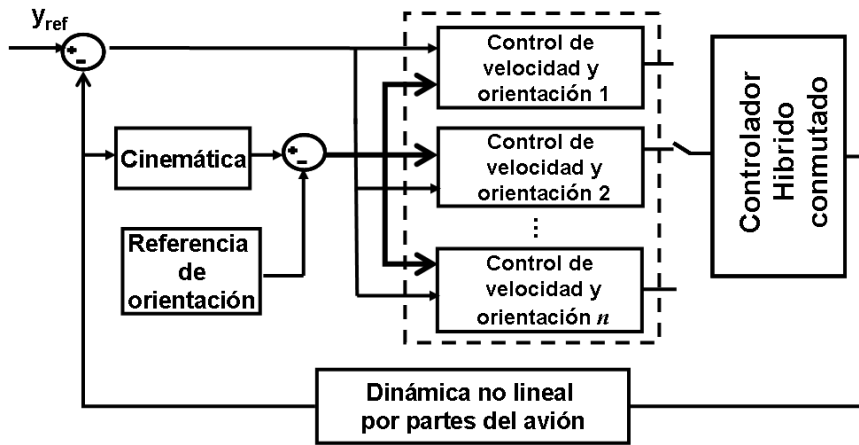 y_ref
+
-
Control de
velocidad y
orientación 1
Cinemática
+
-
Control de
velocidad y
orientación 2
...
Referencia
de
orientación
Control de
velocidad y
orientación n
Controlador
Hibrido
conmutado
Dinámica no lineal
por partes del avión